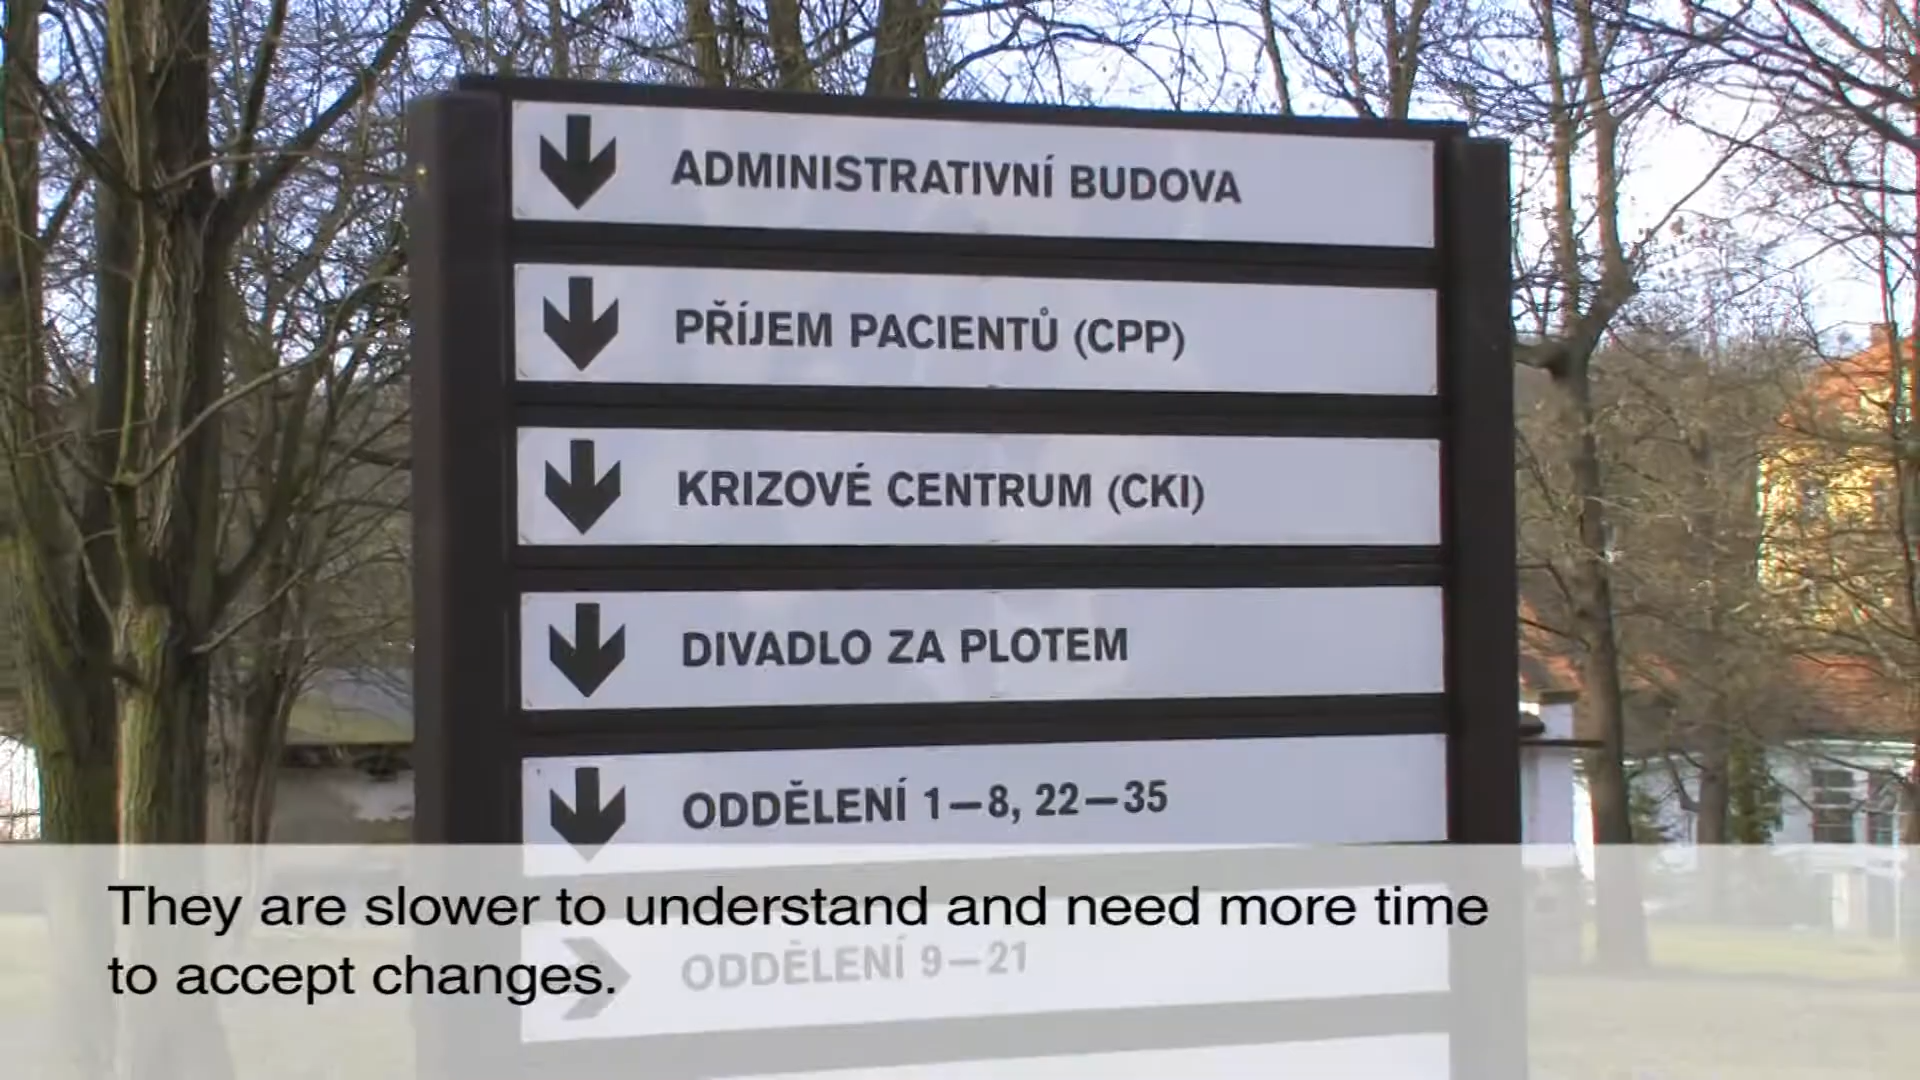 ADMINISTRATIVNÍ BUDOVA
PŘÍJEM PACIENTŮ (CPP)
KRIZOVÉ CENTRUM (CKI)
DIVADLO ZA PLOTEM
ODDĚLENÍ 1—8, 22—35
ODDĚLENÍ 9—21
They are slower to understand and need more time
to accept changes.